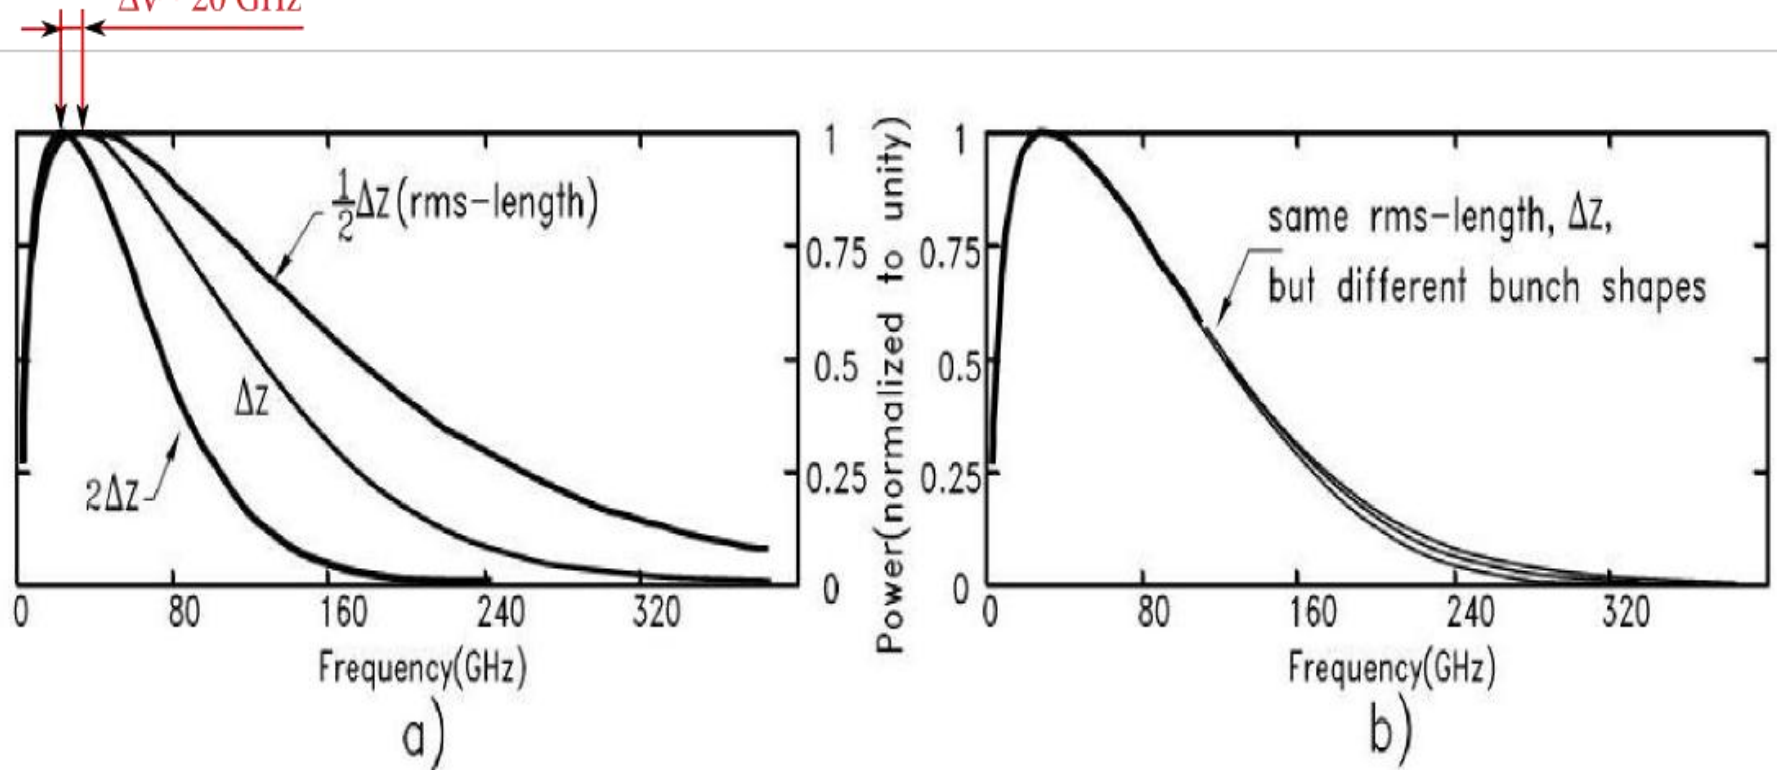 20 GHz
1/2 Δz(rms-length)
Δz
2Δz
1
0.75
0.5
0.25
0
0 80 160 240 320
Frequency(GHz)
a)
Power(normalized to unity)
1
0.75
0.5
0.25
0
same rms-length, Δz,
but different bunch shapes
0 80 160 240 320
Frequency(GHz)
b)